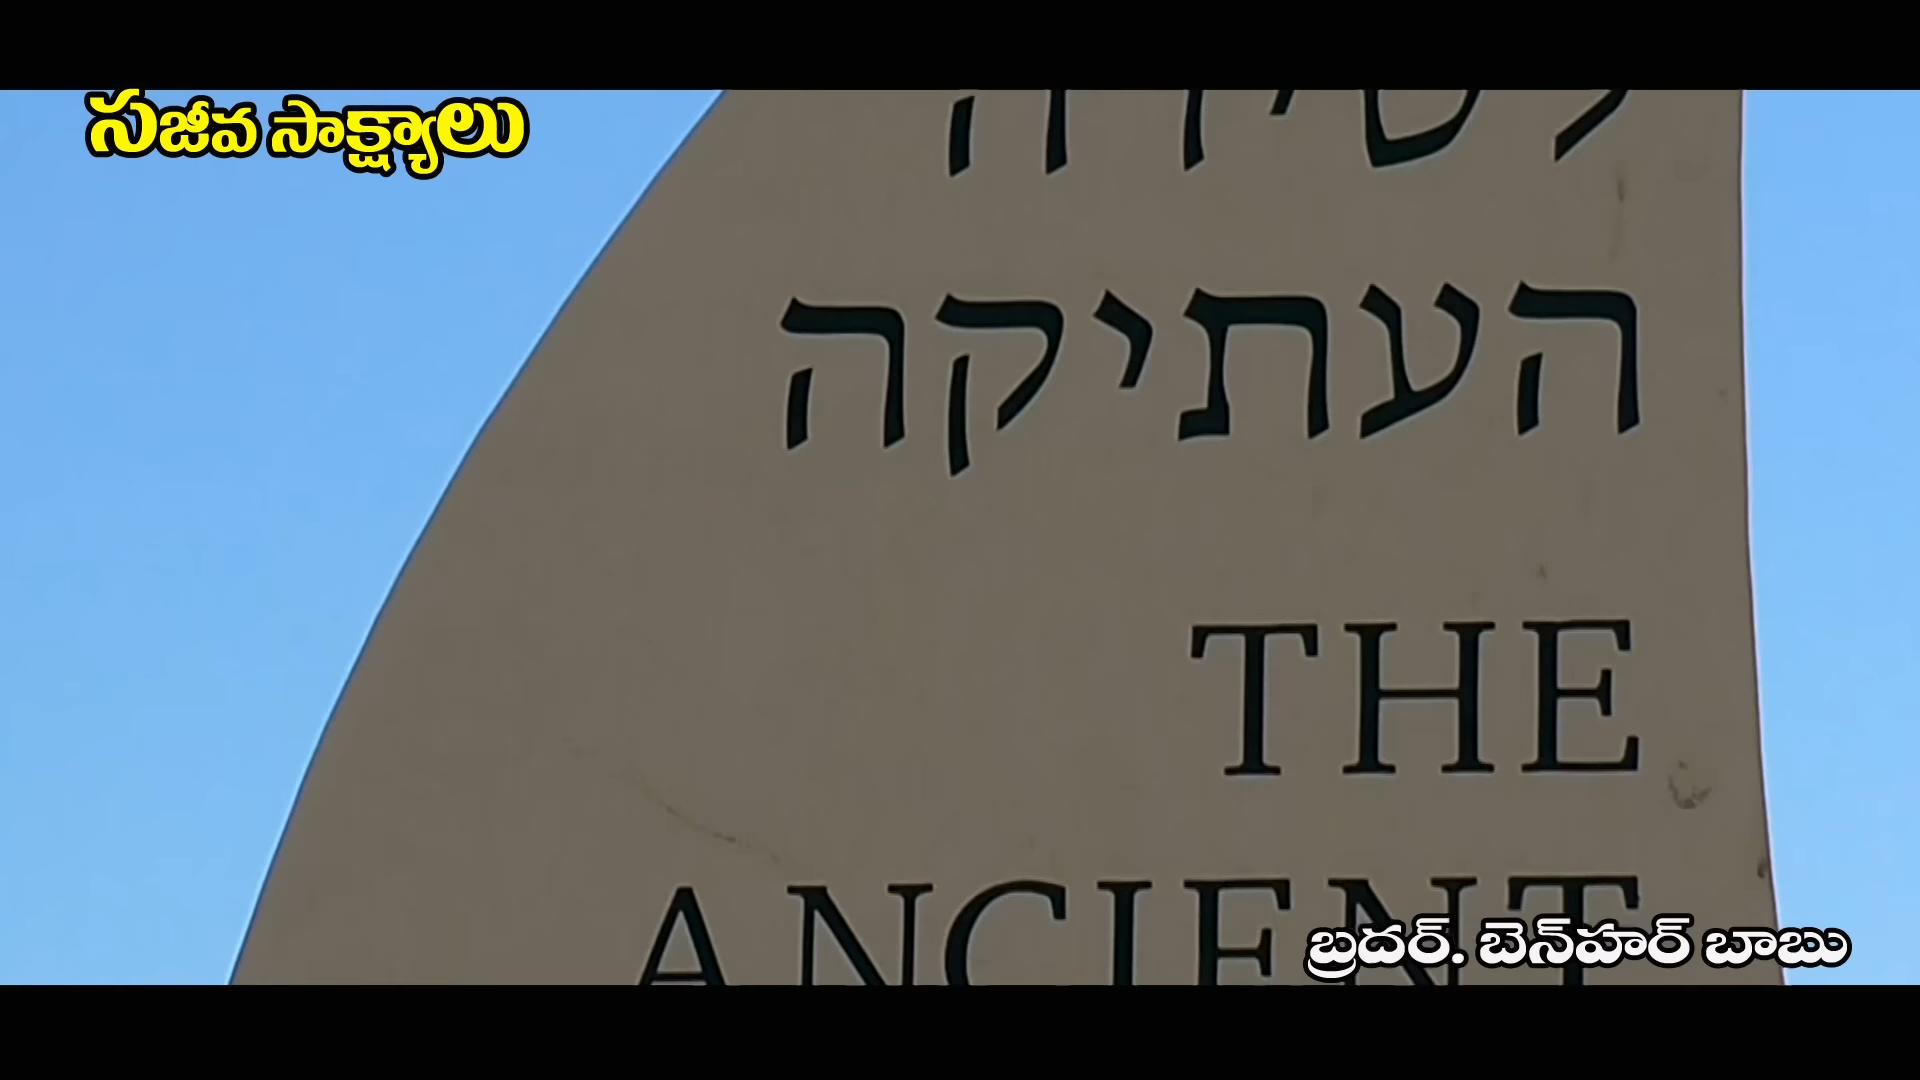 సజీవ సాక్ష్యాలు
העתיקה
THE
ANCIENT
బ్రదర్. బెన్‌హర్ బాబు